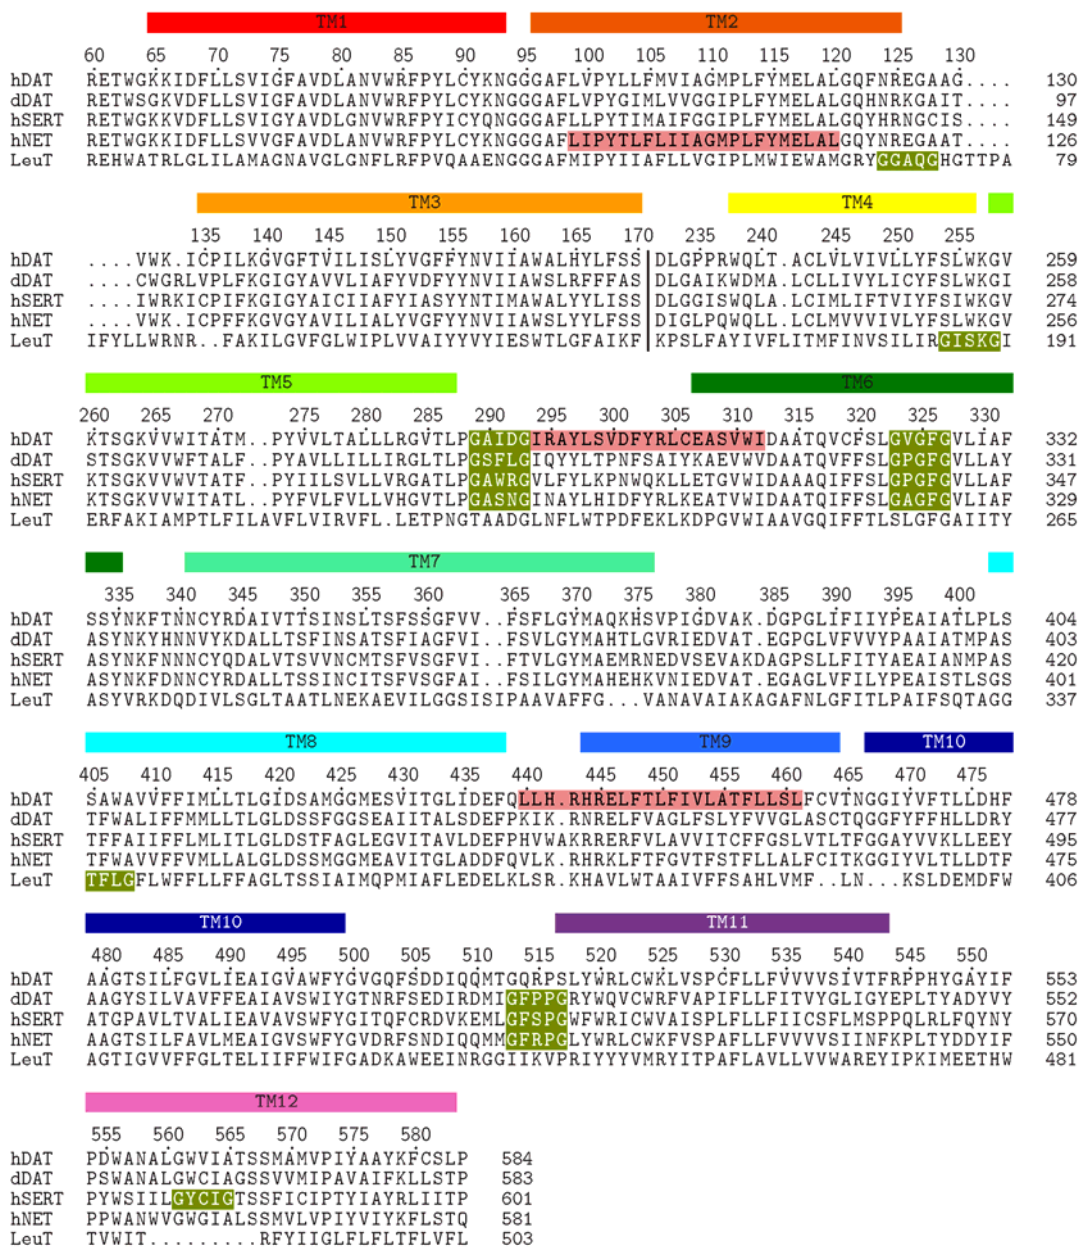 TM1 TM2
60 65 70 75 80 85 90 95 100 105 110 115 120 125 130
hDAT RETWGKKIDFLLSVIGFAVDLANVWRFPYLCYKNGGGAFLVPYLLFMVIAGMPLFYMELALGQFNREGAAG.... 130
dDAT RETWSGKVDFLLSVIGFAVDLANVWRFPYLCYKNGGGAFLVPYGIMLVVGGIPLFYMELALGQHNRKGAIT.... 97
hSERT RETWGKKVDFLLSVIGYAVDLGNVWRFPYICYQNGGGAFLLPYTIMAIFGGIPLFYMELALGQYHRNGCIS.... 149
hNET RETWGKKIDFLLSVVGFAVDLANVWRFPYLCYKNGGGAFLIPYTLFLIIAGMPLFYMELALGQYNREGAAT.... 126
LeuT REHWATRLGLILAMAGNAVGLGNFLRFPVQAAENGGGAFMIPYIIAFLLVGIPLMWIEWAMGRYGGAQGHGTTPA 79
TM3 TM4
135 140 145 150 155 160 165 170 235 240 245 250 255
hDAT ....VWK.ICPILKGVGFTVILISLYVGFFYNVIIAWALHYLFSSDLGPPRWQLT.ACLVLVIVLLYFSLWKGV 259
dDAT ....CWGRLVPLFKGIGYAVVLIAFYVDFYYNVIIAWSLRFFFASDLGAIKWDMA.LCLLIVYLICYFSLWKGI 258
hSERT ....IWRKICPIFKGIGYAICIIAFYIASYYNTIMAWALYYLISSDLGGISWQLA.LCIMLIFTVIYFSIWKGV 274
hNET ....VWK.ICPFFKGVGYAVILIALYVGFYYNVIIAWSLYYLFSSDIGLPQWQLL.LCLMVVVIVLYFSLWKGV 256
LeuT IFYLLWRNR..FAKILGVFGLWIPLVVAIYYVYIESWTLGFAIKFKPSLFAYIVFLITMFINVSILIRGISKGI 191
TM5 TM6
260 265 270 275 280 285 290 295 300 305 310 315 320 325 330
hDAT KTSGKVVWITATM..PYVVLTALLLRGVTLPGAIDGIRAYLSVDFYRLCEASVWIDAATQVCFSLGVGFGVLIAF 332
dDAT STSGKVVWFTALF..PYAVLLILLIRGLTLPGSFLGIQYYLTPNFSAIYKAEVWVDAATQVFFSLGPGFGVLLAY 331
hSERT KTSGKVVWVTATF..PYIILSVLLVRGATLPGAWRGVLFYLKPNWQKLLETGVWIDAAAQIFFSLGPGFGVLLAF 347
hNET KTSGKVVWITATL..PYFVLFVLLVHGVTLPGASNGINAYLHIDFYRLKEATVWIDAATQIFFSLGAGFGVLIAF 329
LeuT ERFAKIAMPTLFILAVFLVIRVFL.LETPNGTAADGLNFLWTPDFEKLKDPGVWIAAVGQIFFTLSLGFGAIITY 265
TM7
335 340 345 350 355 360 365 370 375 380 385 390 395 400
hDAT SSYNKFTNNCYRDAIVTTSINSLTSFSSGFVV..FSFLGYMAQKHSVPIGDVAK.DGPGLIFIIYPEAIATLPLS 404
dDAT ASYNKYHNNVYKDALLTSFINSATSFIAGFVI..FSVLGYMAHTLGVRIEDVAT.EGPGLVFVVYPAAIATMPAS 403
hSERT ASYNKFNNNCYQDALVTSVVNCMTSFVSGFVI..FTVLGYMAEMRNEDVSEVAKDAGPSLLFITYAEAIANMPAS 420
hNET ASYNKFDNNCYRDALLTSSINCITSFVSGFAI..FSILGYMAHEHKVNIEDVAT.EGAGLVFILYPEAISTLSGS 401
LeuT ASYVRKDQDIVLSGLTAATLNEKAEVILGGSISIPAAVAFFG...VANAVAIAKAGAFNLGFITLPAIFSQTAGG 337
TM8 TM9 TM10
405 410 415 420 425 430 435 440 445 450 455 460 465 470 475
hDAT SAWAVVFFIMLLTLGIDSAMGGMESVITGLIDEFQLLHR.HRELFTLFIVLATFLLSLFCVTNGGIYVFTLLDHF 478
dDAT TFWALIFFMMLLTLGLDSSFGGSEAIITALSDEFPKIK.RNRELFVAGLFSLYFVVGLASCTQGGFYFFHLLDRY 477
hSERT TFFAIIFFLMLITLGLDSTFAGLEGVITAVLDEFPHVWAKRRERFVLAVVITCFFGSLVTLTFGGAYVVKLLEEY 495
hNET TFWAVVFFVMLLALGLDSSMGGMEAVITGLADDFQVLK.RHRKLFTFGVTFSTFLLALFCITKGGIYVLTLLDTF 475
LeuT TFLGFLWFFLLFFAGLTSSIAIMQPMIAFLEDELKLSR.KHAVLWTAAIVFFSAHLVMF..LN...KSLDEMDFW 406
TM10 TM11
480 485 490 495 500 505 510 515 520 525 530 535 540 545 550
hDAT AAGTSILFGVLIEAIGVAWFYGVGQFSDDIQQMTGQRPSLYWRLCWKLVSPCFLLFVVVVSIVTFRPPHYGAYIF 553
dDAT AAGYSILVAVFFEAIAVSWIYGTNRFSEDIRDMIGFPPGRYWQVCWRFVAPIFLLFITVYGLIGYEPLTYADYVY 552
hSERT ATGPAVLTVALIEAVAVSWFYGITQFCRDVKEMLGFSPGWFWRICWVAISPLFLLFIICSFLMSPPQLRLFQYNY 570
hNET AAGTSILFAVLMEAIGVSWFYGVDRFSNDIQQMMGFRPGLYWRLCWKFVSPAFLLFVVVVSIINFKPLTYDDYIF 550
LeuT AGTIGVVFFGLTELIIFFWIFGADKAWEEINRGGIIKVPRIYYYVMRYITPAFLAVLLVVWAREYIPKIMEETHW 481
TM12
555 560 565 570 575 580
hDAT PDWANALGWVIATSSMAMVPIYAAYKFCSLP 584
dDAT PSWANALGWCIAGSSVVMIPAVAIFKLLSTP 583
hSERT PYWSIILGYCIGTSSFICIPTYIAYRLIITP 601
hNET PPWANWVGWGIALSSMVLVPIYVIYKFLSTQ 581
LeuT TVWIT.........RFYIIGLFLFLTFLVFL 503